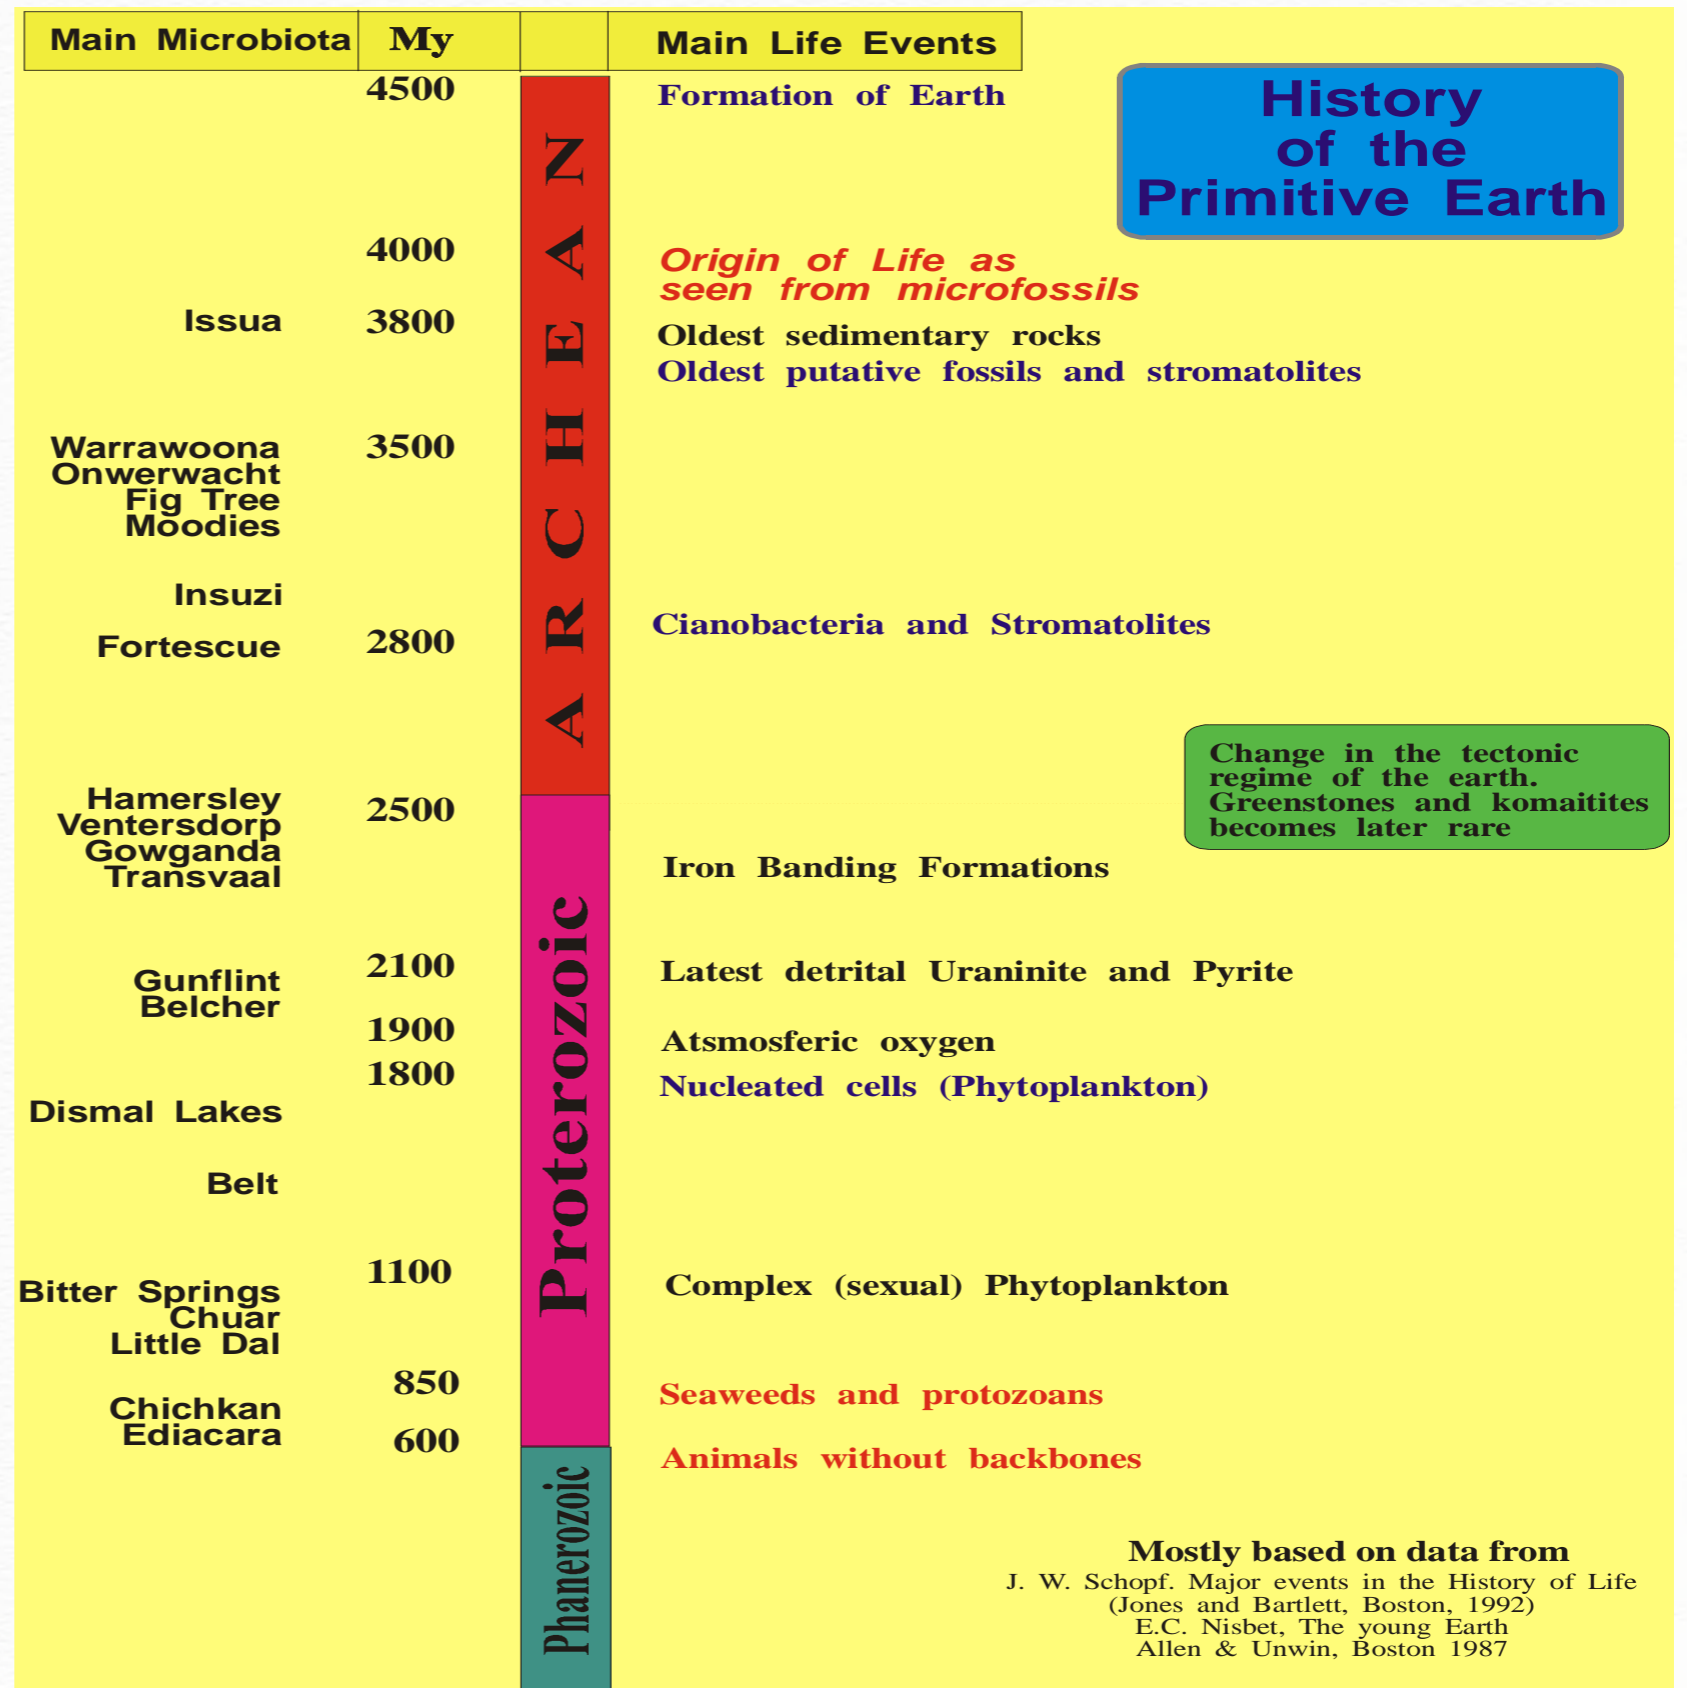 Main Microbiota My Main Life Events
4500 Formation of Earth
History
of the
Primitive Earth
4000 Origin of Life as
seen from microfossils
Issua 3800 Oldest sedimentary rocks
Oldest putative fossils and stromatolites
Warrawoona 3500
Onwerwacht
Fig Tree
Moodies
Insuzi
Fortescue 2800 Cianobacteria and Stromatolites
ARCHEAN
Change in the tectonic
regime of the earth.
Greenstones and komaitites
becomes later rare
Hamersley 2500
Ventersdorp
Gowganda
Transvaal
Iron Banding Formations
2100 Latest detrital Uraninite and Pyrite
Gunflint
Belcher
1900 Atsmosferic oxygen
1800 Nucleated cells (Phytoplankton)
Dismal Lakes
Belt
Proterozoic
1100 Complex (sexual) Phytoplankton
Bitter Springs
Chuar
Little Dal
850 Seaweeds and protozoans
Chichkan
Ediacara
600 Animals without backbones
Phanerozoic
Mostly based on data from
J. W. Schopf. Major events in the History of Life
(Jones and Bartlett, Boston, 1992)
E.C. Nisbet, The young Earth
Allen & Unwin, Boston 1987